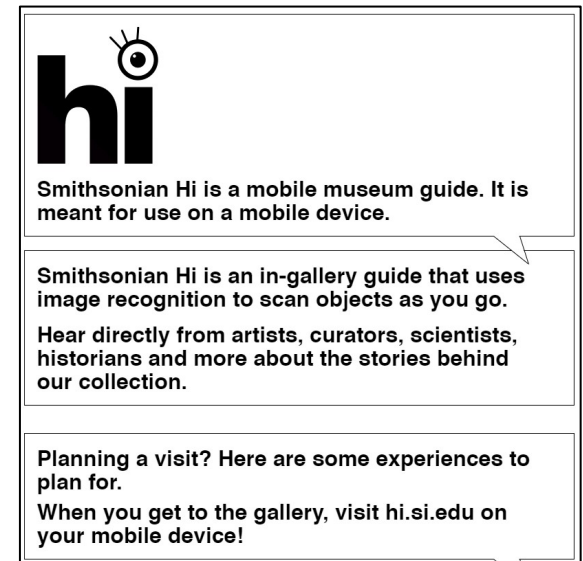 hi
Smithsonian Hi is a mobile museum guide. It is
meant for use on a mobile device.
Smithsonian Hi is an in-gallery guide that uses
image recognition to scan objects as you go.
Hear directly from artists, curators, scientists,
historians and more about the stories behind
our collection.
Planning a visit? Here are some experiences to
plan for.
When you get to the gallery, visit hi.si.edu on
your mobile device!